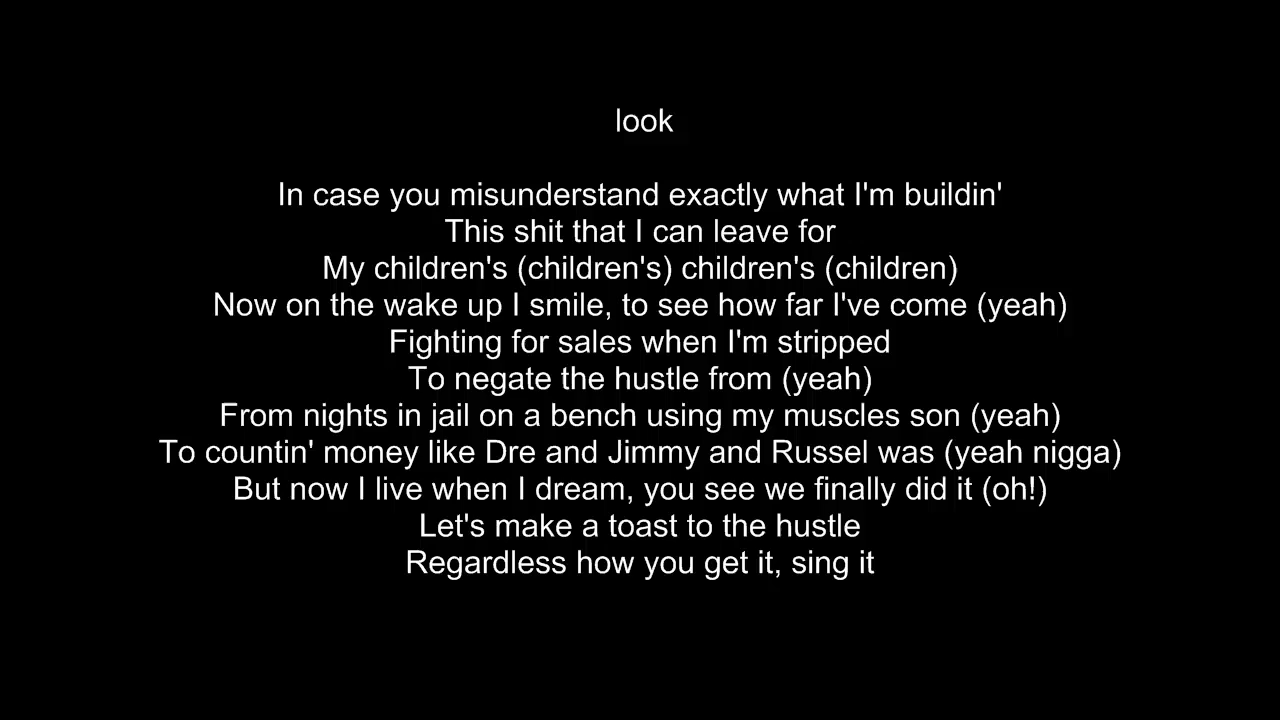 look
In case you misunderstand exactly what I'm buildin'
This shit that I can leave for
My children's (children's) children's (children)
Now on the wake up I smile, to see how far I've come (yeah)
Fighting for sales when I'm stripped
To negate the hustle from (yeah)
From nights in jail on a bench using my muscles son (yeah)
To countin' money like Dre and Jimmy and Russel was (yeah nigga)
But now I live when I dream, you see we finally did it (oh!)
Let's make a toast to the hustle
Regardless how you get it, sing it